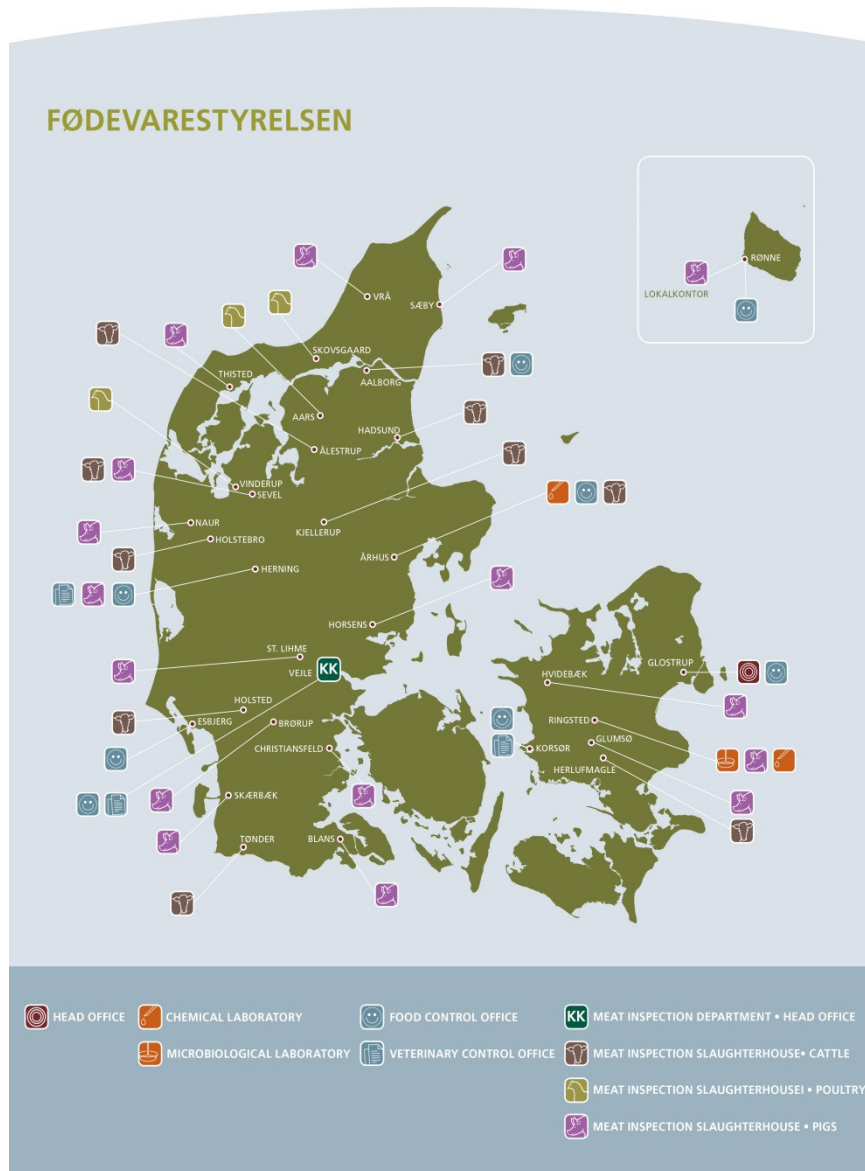 FØDEVARESTYRELSEN
RØNNE
LOKALKONTOR
VRÅ
SÆBY
SKOVSGAARD
AALBORG
THISTED
AARS
HADSUND
ÅLESTRUP
VINDERUP
SEVEL
NAUR
KJELLERUP
HOLSTEBRO
ÅRHUS
HERNING
HORSENS
ST. LIHME
VEJLE
KK
HVIDEBÆK
GLOSTRUP
HOLSTED
ESBJERG
BRØRUP
RINGSTED
CHRISTIANSFELD
KORSØR
GLUMSØ
HERLUFMAGLE
SKÆRBÆK
TØNDER
BLANS
HEAD OFFICE
CHEMICAL LABORATORY
MICROBIOLOGICAL LABORATORY
FOOD CONTROL OFFICE
VETERINARY CONTROL OFFICE
KK MEAT INSPECTION DEPARTMENT • HEAD OFFICE
MEAT INSPECTION SLAUGHTERHOUSE• CATTLE
MEAT INSPECTION SLAUGHTERHOUSEI • POULTRY
MEAT INSPECTION SLAUGHTERHOUSE • PIGS